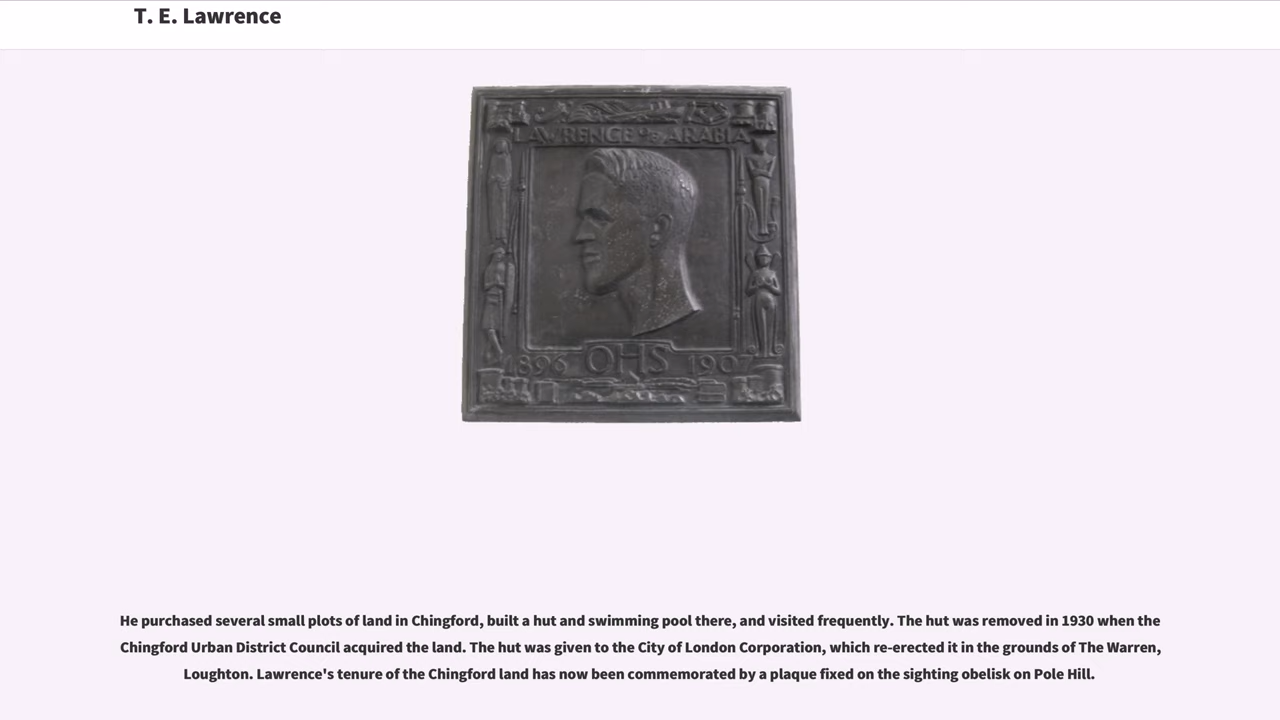 T. E. Lawrence
LAWRENCE of ARABIA
1896 OHS 1907
He purchased several small plots of land in Chingford, built a hut and swimming pool there, and visited frequently. The hut was removed in 1930 when the
Chingford Urban District Council acquired the land. The hut was given to the City of London Corporation, which re-erected it in the grounds of The Warren,
Loughton. Lawrence's tenure of the Chingford land has now been commemorated by a plaque fixed on the sighting obelisk on Pole Hill.